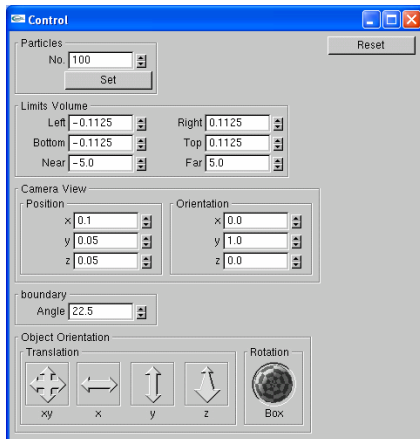 Control
Particles
Reset
No. 100
Set
Limits Volume
Left -0.1125 Right 0.1125
Bottom -0.1125 Top 0.1125
Near -5.0 Far 5.0
Camera View
Position Orientation
x 0.1 x 0.0
y 0.05 y 1.0
z 0.05 z 0.0
boundary
Angle 22.5
Object Orientation
Translation Rotation
xy x y z Box